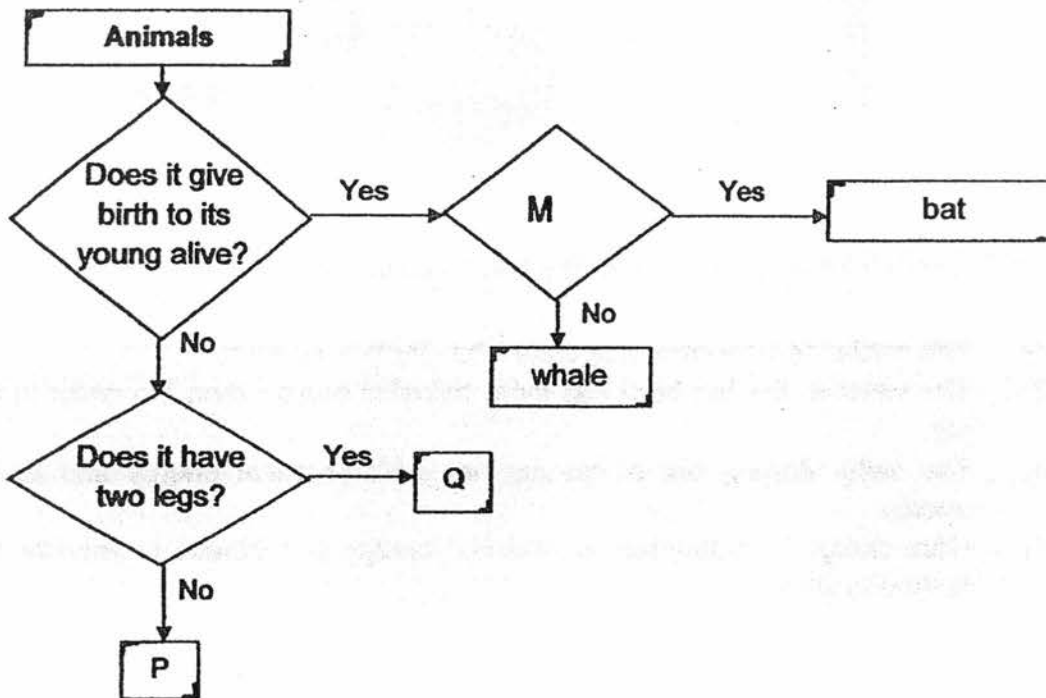 Animals
Does it give
birth to its
young alive?
Yes
M
Yes
bat
No
whale
No
Does it have
two legs?
Yes
Q
No
P